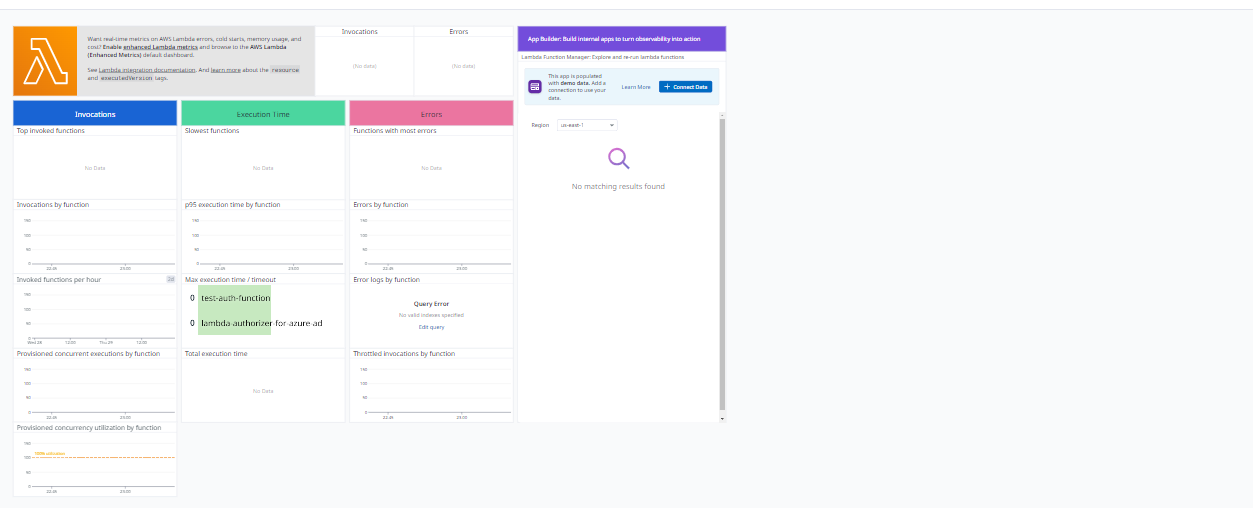 Want real-time metrics on AWS Lambda errors, cold starts, memory usage, and
cost? Enable enhanced Lambda metrics and browse to the AWS Lambda
(Enhanced Metrics) default dashboard.
See Lambda integration documentation. And learn more about the resource
and executedVersion tags.
Invocations
(No data)
Errors
(No data)
App Builder: Build internal apps to turn observability into action
Lambda Function Manager: Explore and re-run lambda functions
This app is populated
with demo data. Add a
connection to use your
data.
Learn More
+ Connect Data
Region
us-east-1
No matching results found
Invocations
Top invoked functions
No Data
Invocations by function
150
100
50
0
22:45
23:00
Invoked functions per hour
2d
150
100
50
0
Wed 28
12:00
Thu 29
12:00
Provisioned concurrent executions by function
150
100
50
0
22:45
23:00
Provisioned concurrency utilization by function
150
100% utilization
100
50
0
22:45
23:00
Execution Time
Slowest functions
No Data
p95 execution time by function
150
100
50
0
22:45
23:00
Max execution time / timeout
0 test-auth-function
0 lambda-authorizer-for-azure-ad
Total execution time
No Data
Errors
Functions with most errors
No Data
Errors by function
150
100
50
0
22:45
23:00
Error logs by function
Query Error
No valid indexes specified
Edit query
Throttled invocations by function
150
100
50
0
22:45
23:00